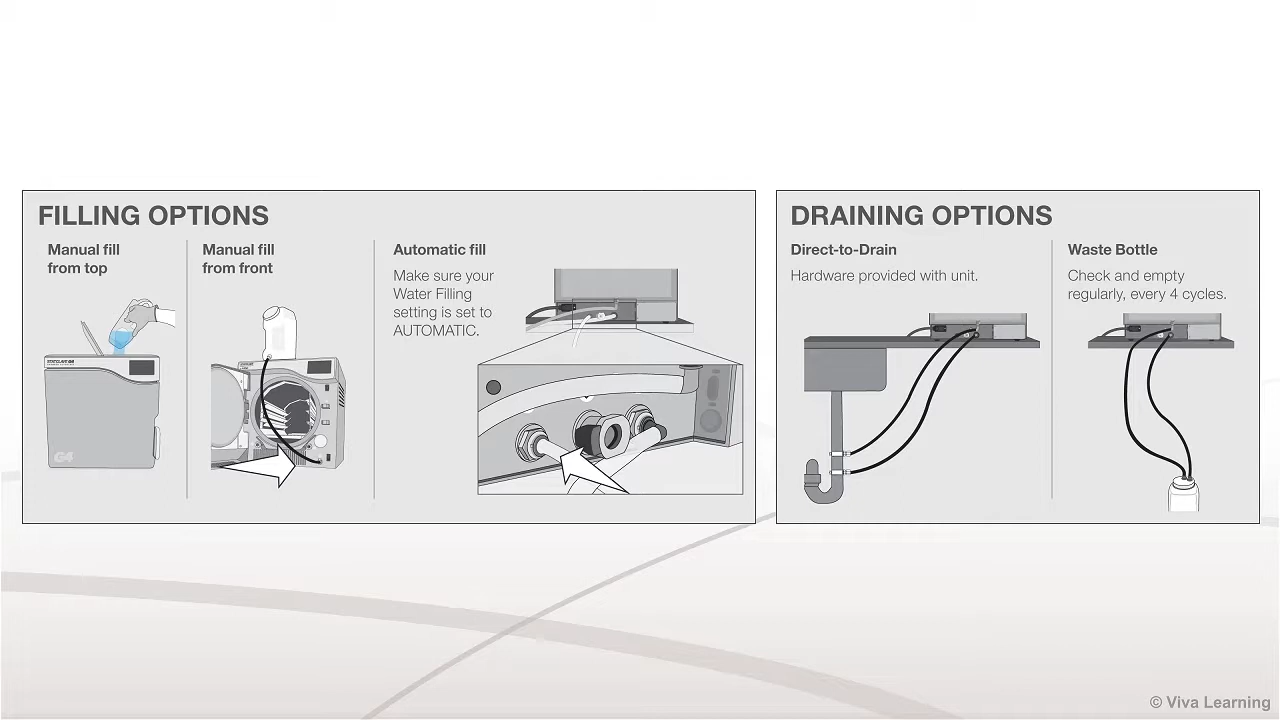 FILLING OPTIONS
Manual fill
from top
Manual fill
from front
Automatic fill
Make sure your
Water Filling
setting is set to
AUTOMATIC.
G4
DRAINING OPTIONS
Direct-to-Drain
Hardware provided with unit.
Waste Bottle
Check and empty
regularly, every 4 cycles.
© Viva Learning